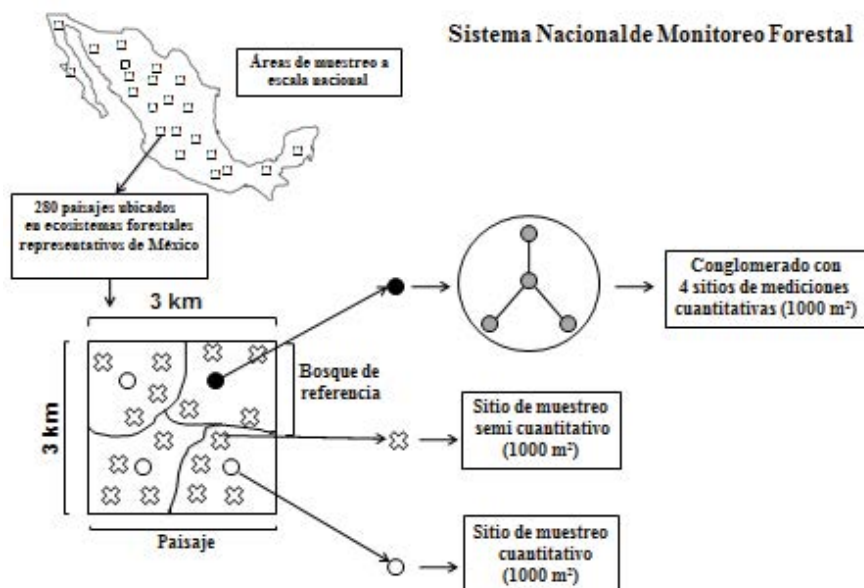 Sistema Nacional de Monitoreo Forestal
Áreas de muestreo a
escala nacional
280 paisajes ubicados
en ecosistemas forestales
representativos de México
3 km
3 km
Bosque de
referencia
Paisaje
Conglomerado con
4 sitios de mediciones
cuantitativas (1000 m²)
Sitio de muestreo
semi cuantitativo
(1000 m²)
Sitio de muestreo
cuantitativo
(1000 m²)